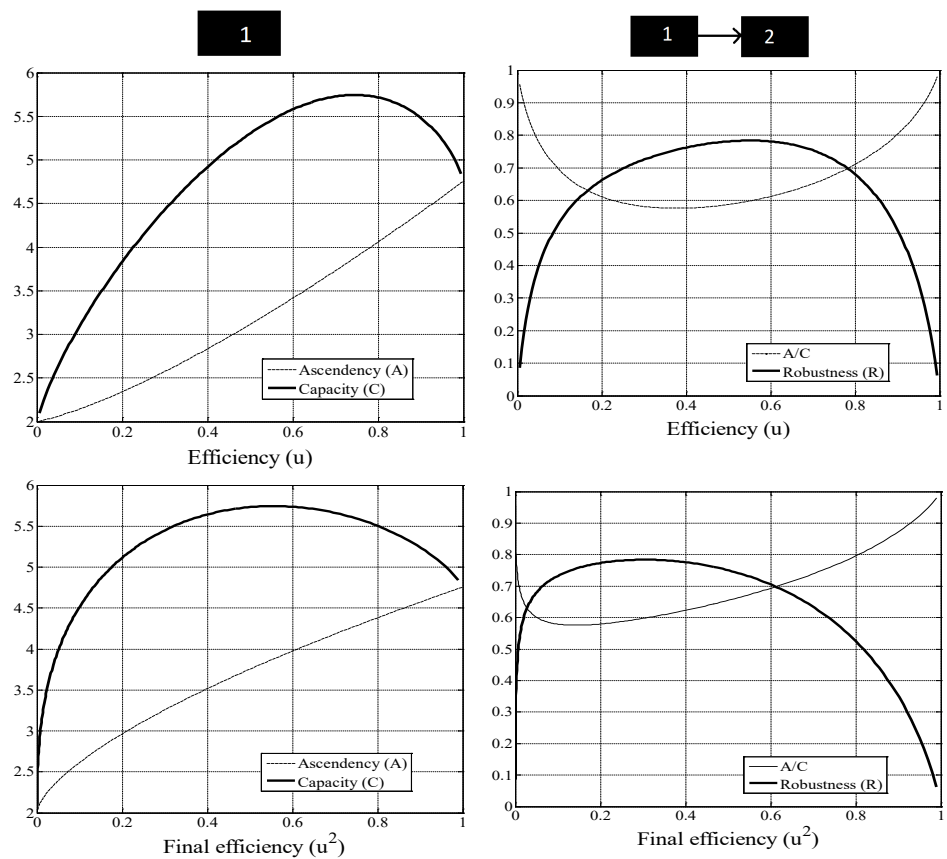 1
1 2
6
5.5
5
4.5
4
3.5
3
2.5
2
0 0.2 0.4 0.6 0.8 1
Ascendency (A)
Capacity (C)
Efficiency (u)
1
0.9
0.8
0.7
0.6
0.5
0.4
0.3
0.2
0.1
0
0 0.2 0.4 0.6 0.8 1
A/C
Robustness (R)
Efficiency (u)
6
5.5
5
4.5
4
3.5
3
2.5
2
0 0.2 0.4 0.6 0.8 1
Ascendency (A)
Capacity (C)
Final efficiency (u²)
1
0.9
0.8
0.7
0.6
0.5
0.4
0.3
0.2
0.1
0
0 0.2 0.4 0.6 0.8 1
A/C
Robustness (R)
Final efficiency (u²)